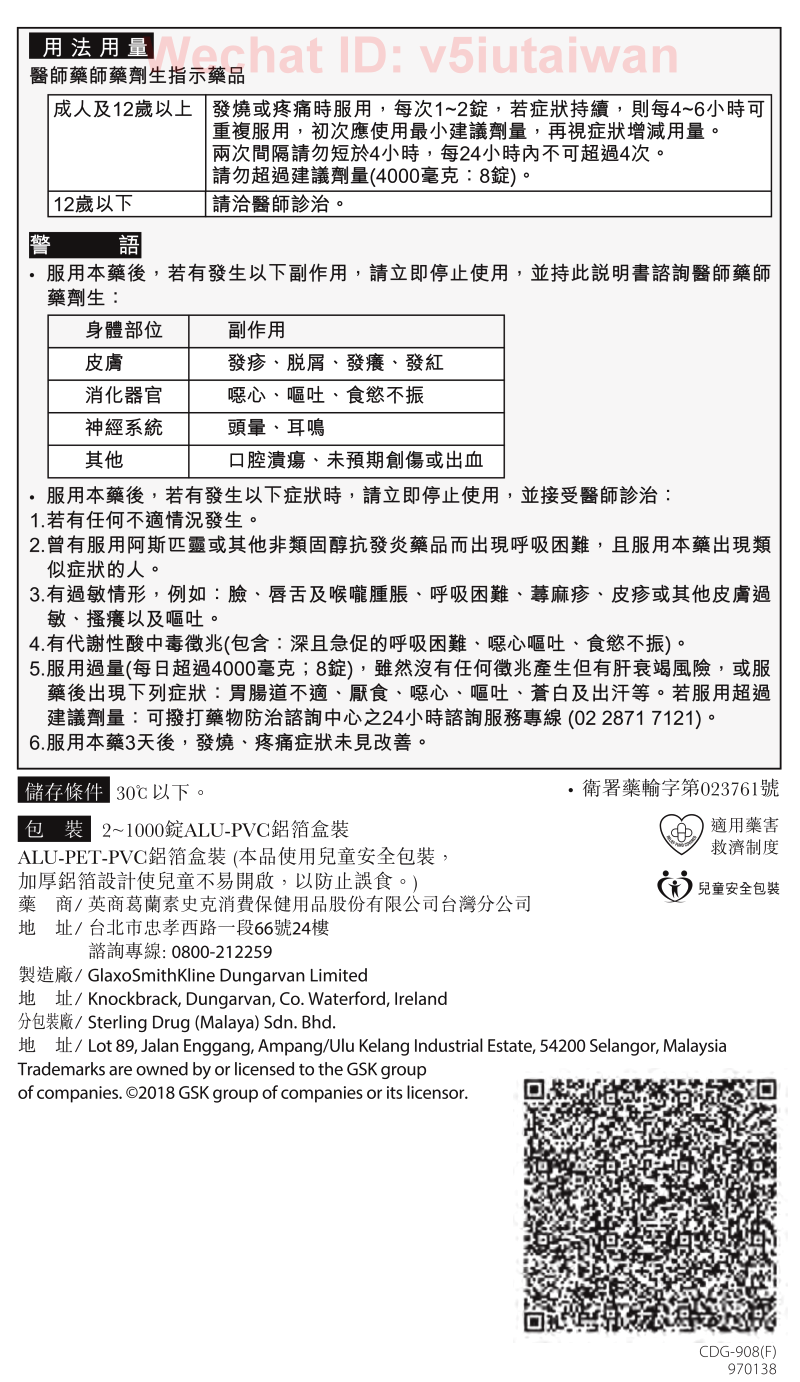 Wechat ID: v5iutaiwan
用法用量
醫師藥師藥劑生指示藥品
成人及12歲以上
發燒或疼痛時服用，每次1~2錠，若症狀持續，則每4~6小時可
重複服用，初次應使用最小建議劑量，再視症狀增減用量。
兩次間隔請勿短於4小時，每24小時內不可超過4次。
請勿超過建議劑量(4000毫克：8錠)。
12歲以下
請洽醫師診治。
警 語
• 服用本藥後，若有發生以下副作用，請立即停止使用，並持此說明書諮詢醫師藥師
藥劑生：
身體部位 副作用
皮膚 發疹、脫屑、發癢、發紅
消化器官 噁心、嘔吐、食慾不振
神經系統 頭暈、耳鳴
其他 口腔潰瘍、未預期創傷或出血
• 服用本藥後，若有發生以下症狀時，請立即停止使用，並接受醫師診治：
1.若有任何不適情況發生。
2.曾有服用阿斯匹靈或其他非類固醇抗發炎藥品而出現呼吸困難，且服用本藥出現類
似症狀的人。
3.有過敏情形，例如：臉、唇舌及喉嚨腫脹、呼吸困難、蕁麻疹、皮疹或其他皮膚過
敏、搔癢以及嘔吐。
4.有代謝性酸中毒徵兆(包含：深且急促的呼吸困難、噁心嘔吐、食慾不振)。
5.服用過量(每日超過4000毫克；8錠)，雖然沒有任何徵兆產生但有肝衰竭風險，或服
藥後出現下列症狀：胃腸道不適、厭食、噁心、嘔吐、蒼白及出汗等。若服用超過
建議劑量：可撥打藥物防治諮詢中心之24小時諮詢服務專線 (02 2871 7121)。
6.服用本藥3天後，發燒、疼痛症狀未見改善。
儲存條件 30℃以下。
• 衛署藥輸字第023761號
包 裝 2~1000錠ALU-PVC鋁箔盒裝
ALU-PET-PVC鋁箔盒裝 (本品使用兒童安全包裝，
加厚鋁箔設計使兒童不易開啟，以防止誤食。)
適用藥害
救濟制度
兒童安全包裝
藥 商/ 英商葛蘭素史克消費保健用品股份有限公司台灣分公司
地 址/ 台北市忠孝西路一段66號24樓
諮詢專線: 0800-212259
製造廠/ GlaxoSmithKline Dungarvan Limited
地 址/ Knockbrack, Dungarvan, Co. Waterford, Ireland
分包裝廠/ Sterling Drug (Malaya) Sdn. Bhd.
地 址/ Lot 89, Jalan Enggang, Ampang/Ulu Kelang Industrial Estate, 54200 Selangor, Malaysia
Trademarks are owned by or licensed to the GSK group
of companies. ©2018 GSK group of companies or its licensor.
CDG-908(F)
970138